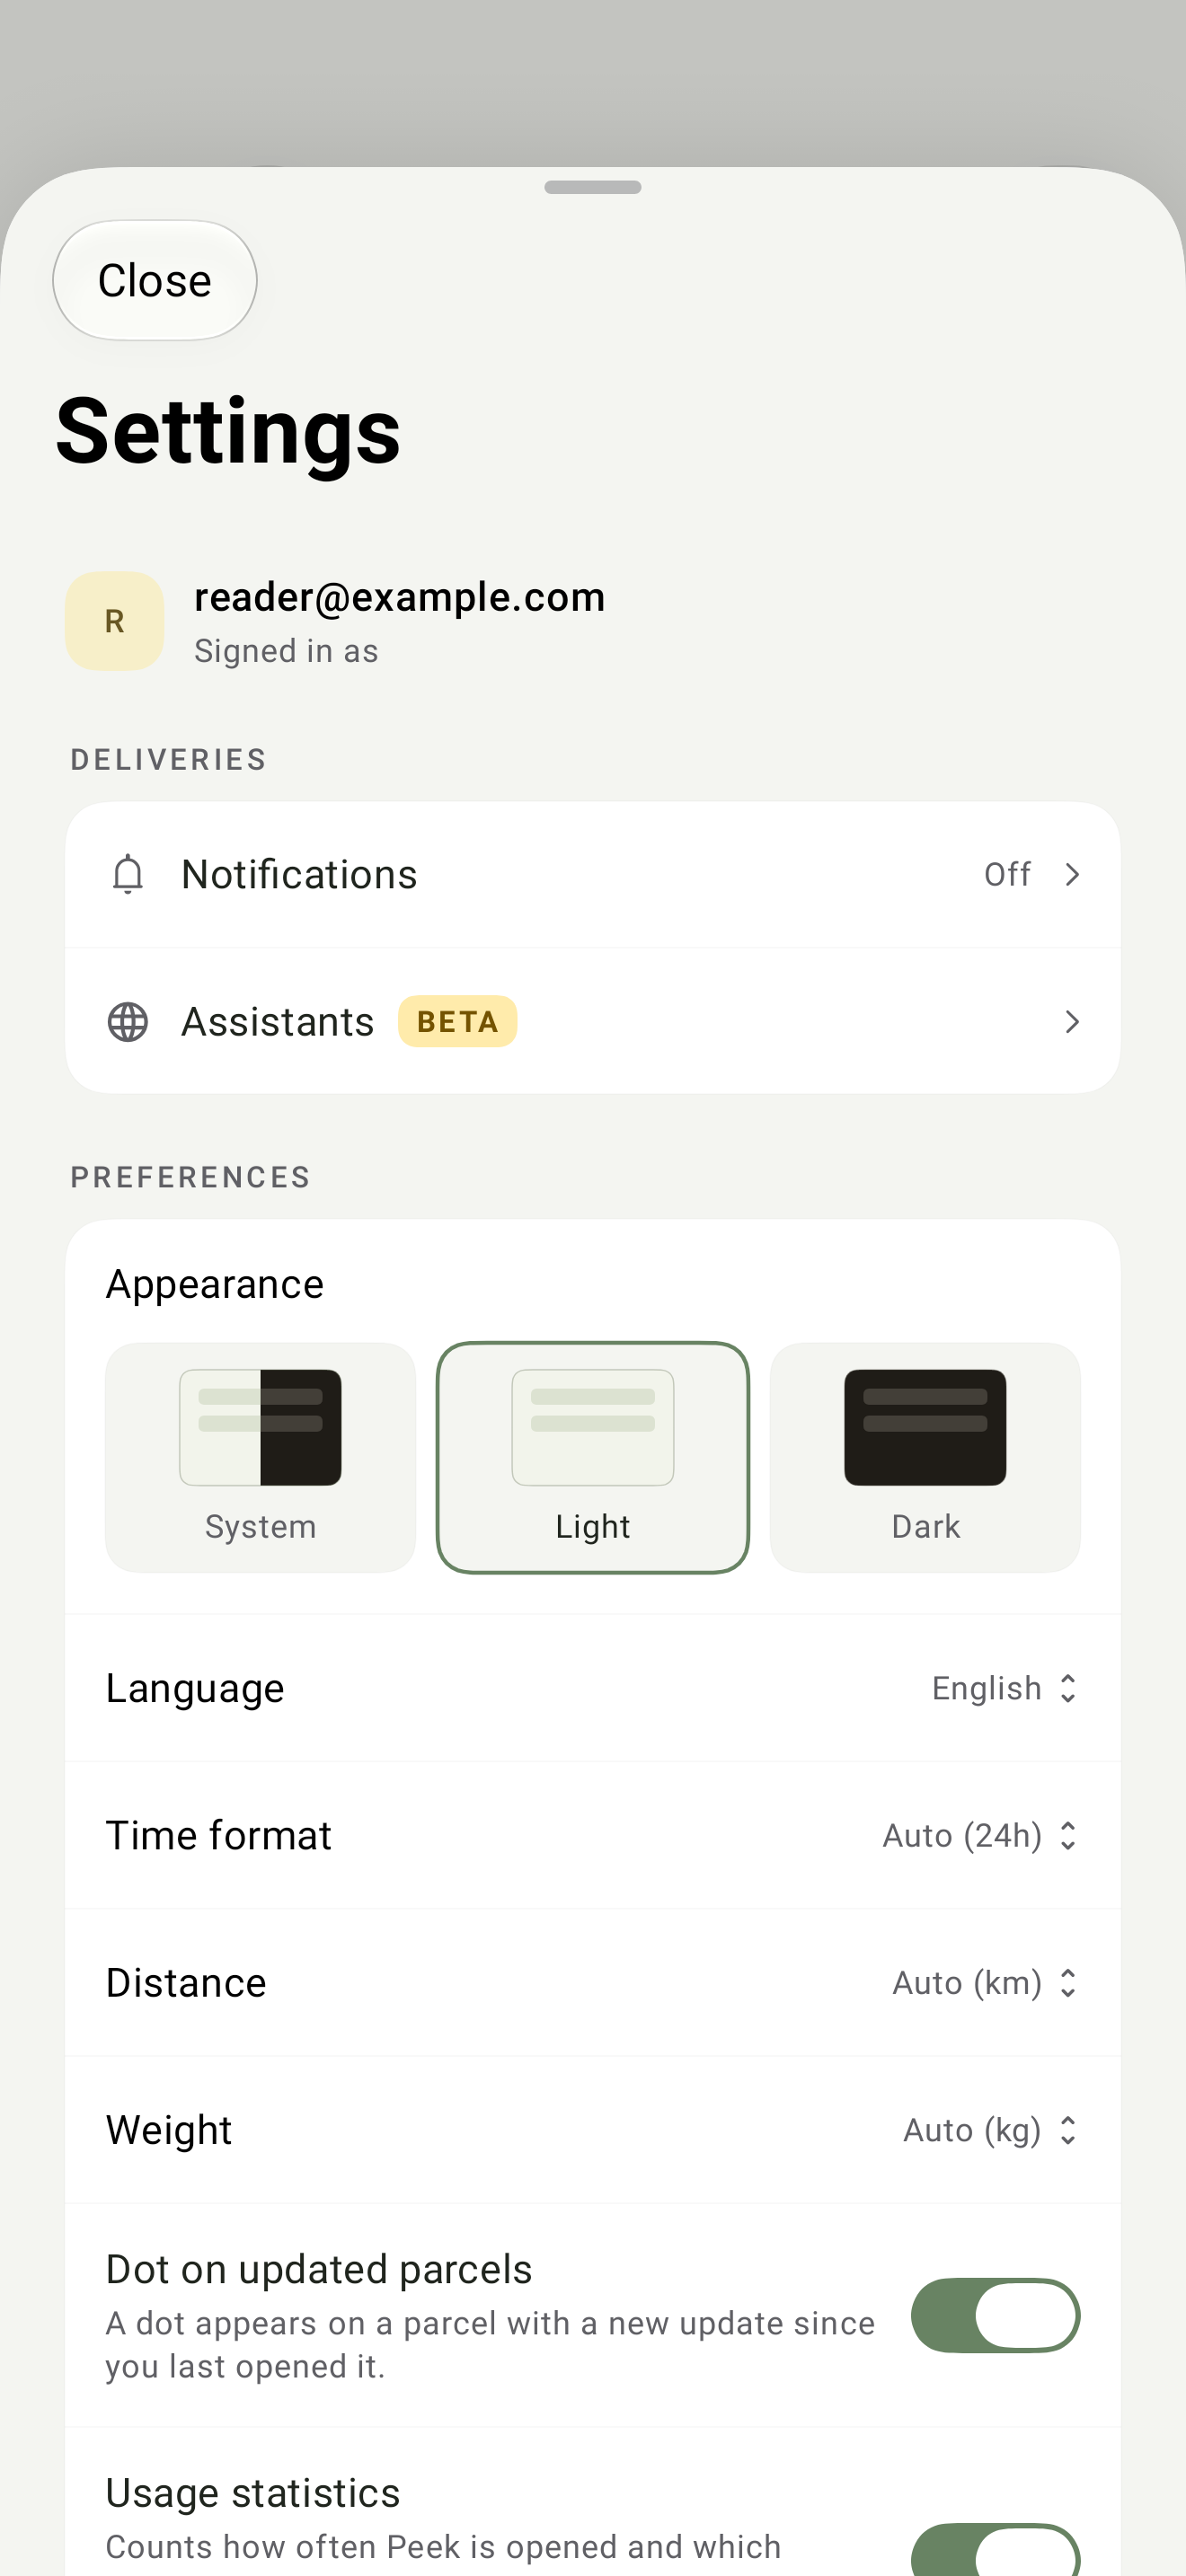 Close
Settings
R
reader@example.com
Signed in as
DELIVERIES
Notifications
Off
Assistants
BETA
PREFERENCES
Appearance
System
Light
Dark
Language
English
Time format
Auto (24h)
Distance
Auto (km)
Weight
Auto (kg)
Dot on updated parcels
A dot appears on a parcel with a new update since
you last opened it.
Usage statistics
Counts how often Peek is opened and which